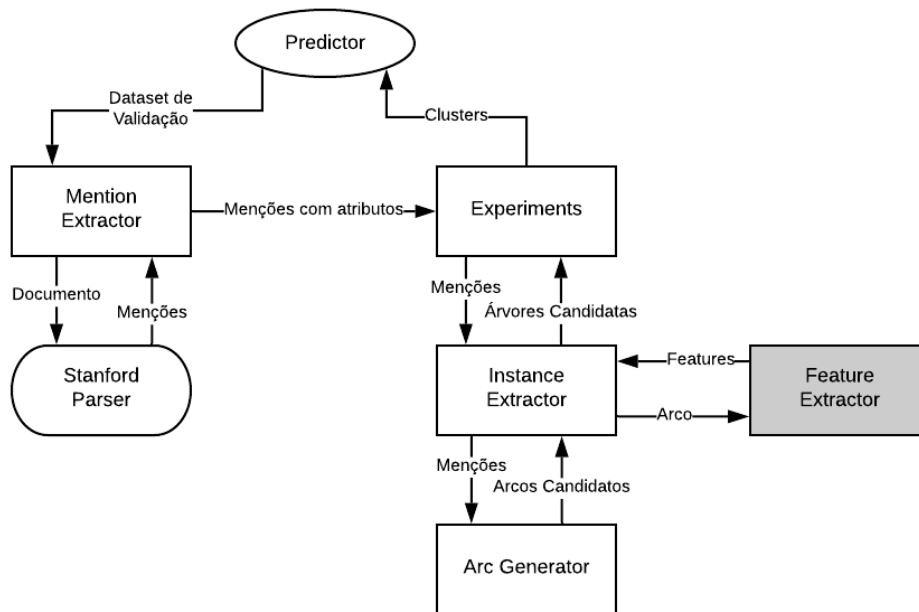 Predictor
Dataset de
Validação
Clusters
Mention
Extractor
Menções com atributos
Experiments
Documento
Menções
Menções
Árvores Candidatas
Stanford
Parser
Instance
Extractor
Features
Arco
Feature
Extractor
Menções
Arcos Candidatos
Arc Generator